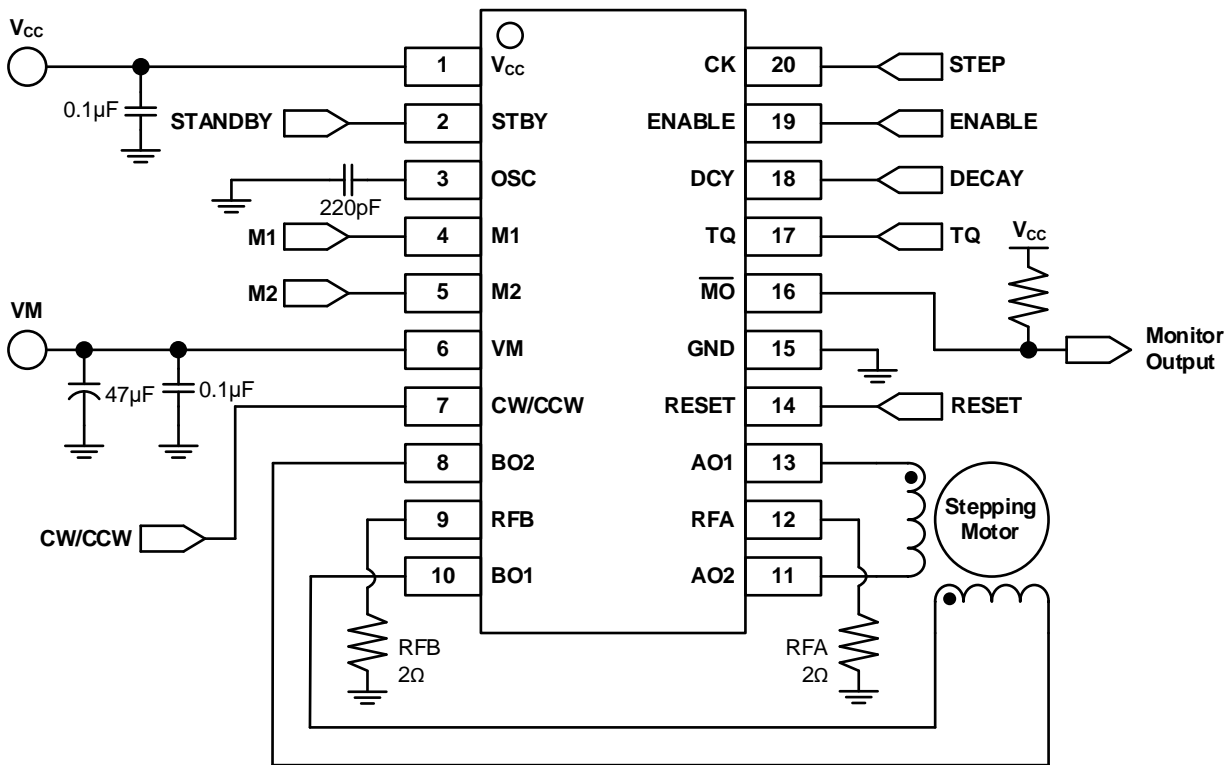 VCC
0.1µF
STANDBY
220pF
M1
M2
VM
47µF
0.1µF
CW/CCW
1 VCC
2 STBY
3 OSC
4 M1
5 M2
6 VM
7 CW/CCW
8 BO2
9 RFB
10 BO1
RFB
2Ω
CK 20 STEP
ENABLE 19 ENABLE
DCY 18 DECAY
TQ 17 TQ
VCC
M̅O̅ 16
Monitor
Output
GND 15
RESET 14 RESET
AO1 13
RFA 12
AO2 11
Stepping
Motor
RFA
2Ω